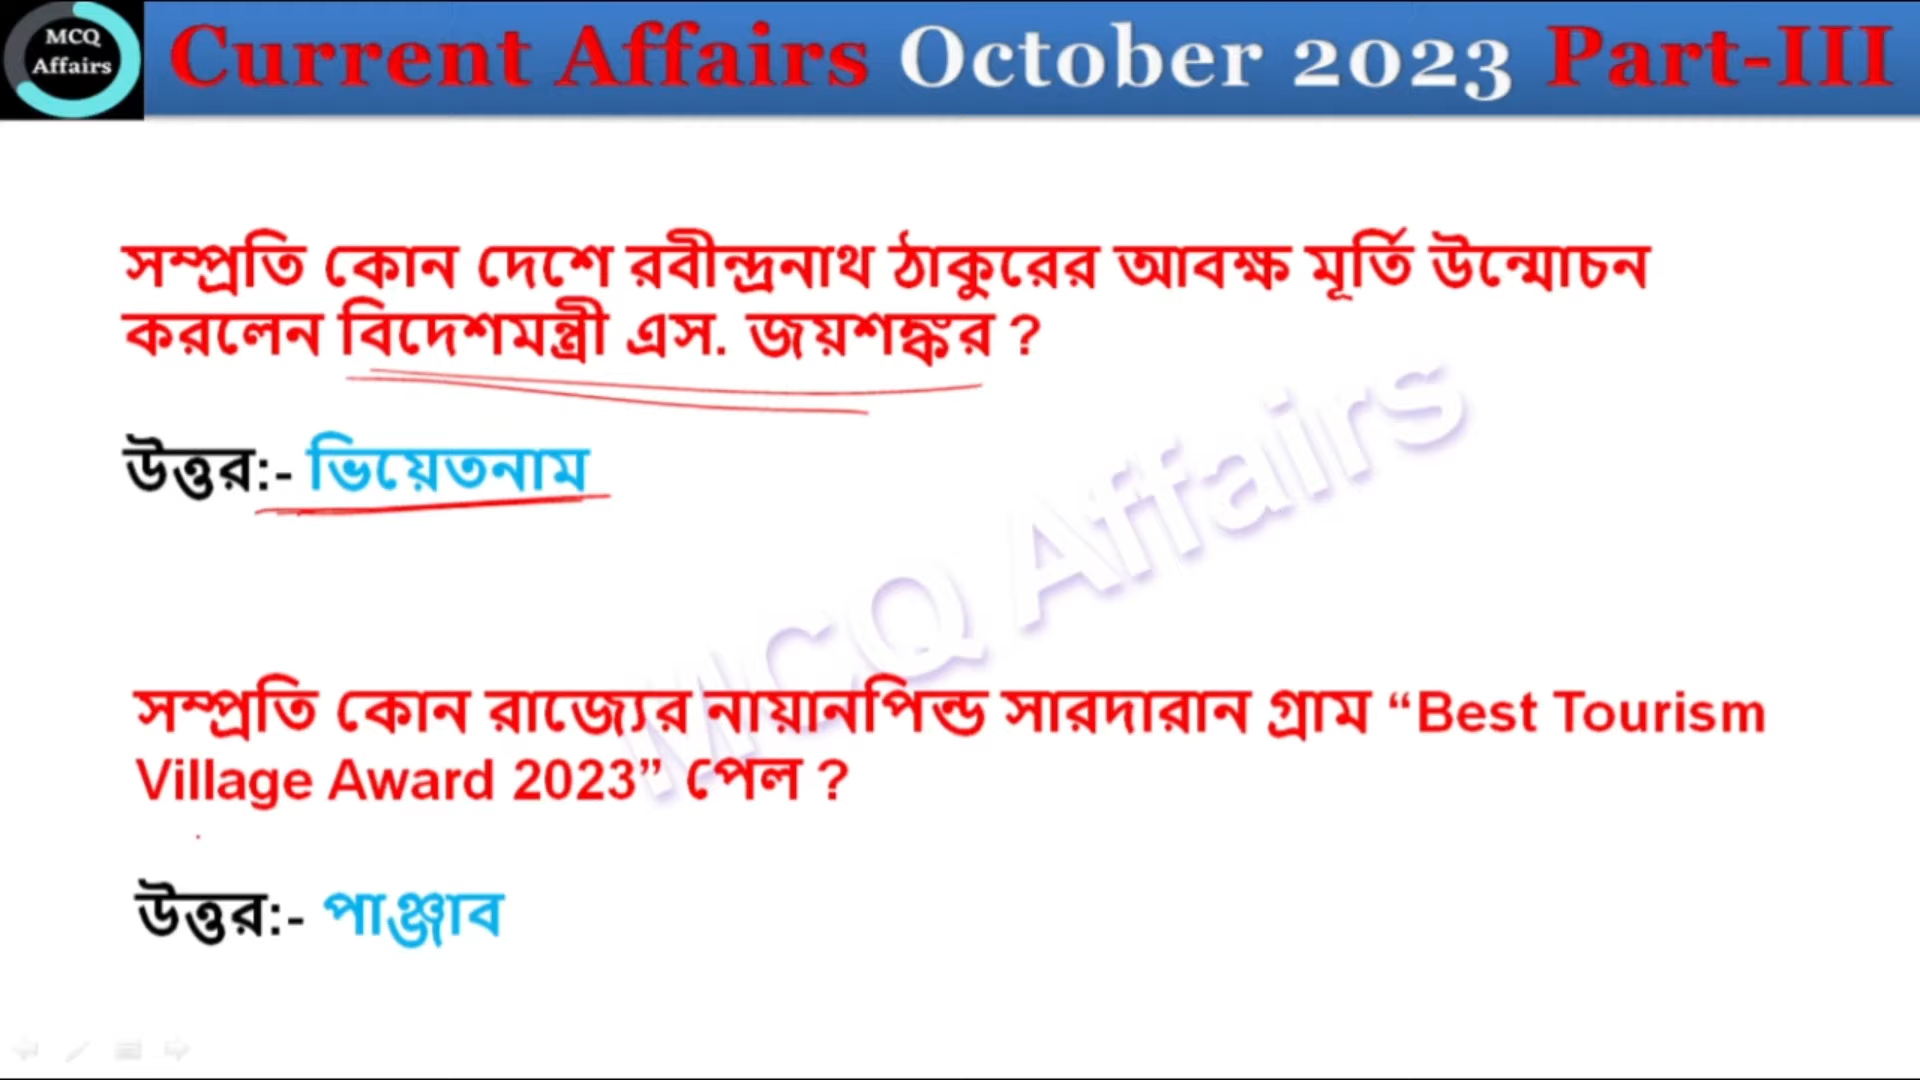 MCQ
Affairs
Current Affairs October 2023 Part-III
সম্প্রতি কোন দেশে রবীন্দ্রনাথ ঠাকুরের আবক্ষ মূর্তি উন্মোচন
করলেন বিদেশমন্ত্রী এস. জয়শঙ্কর ?
উত্তর:- ভিয়েতনাম
MCQ Affairs
সম্প্রতি কোন রাজ্যের নায়ানপিন্ড সারদারান গ্রাম “Best Tourism
Village Award 2023” পেল ?
উত্তর:- পাঞ্জাব